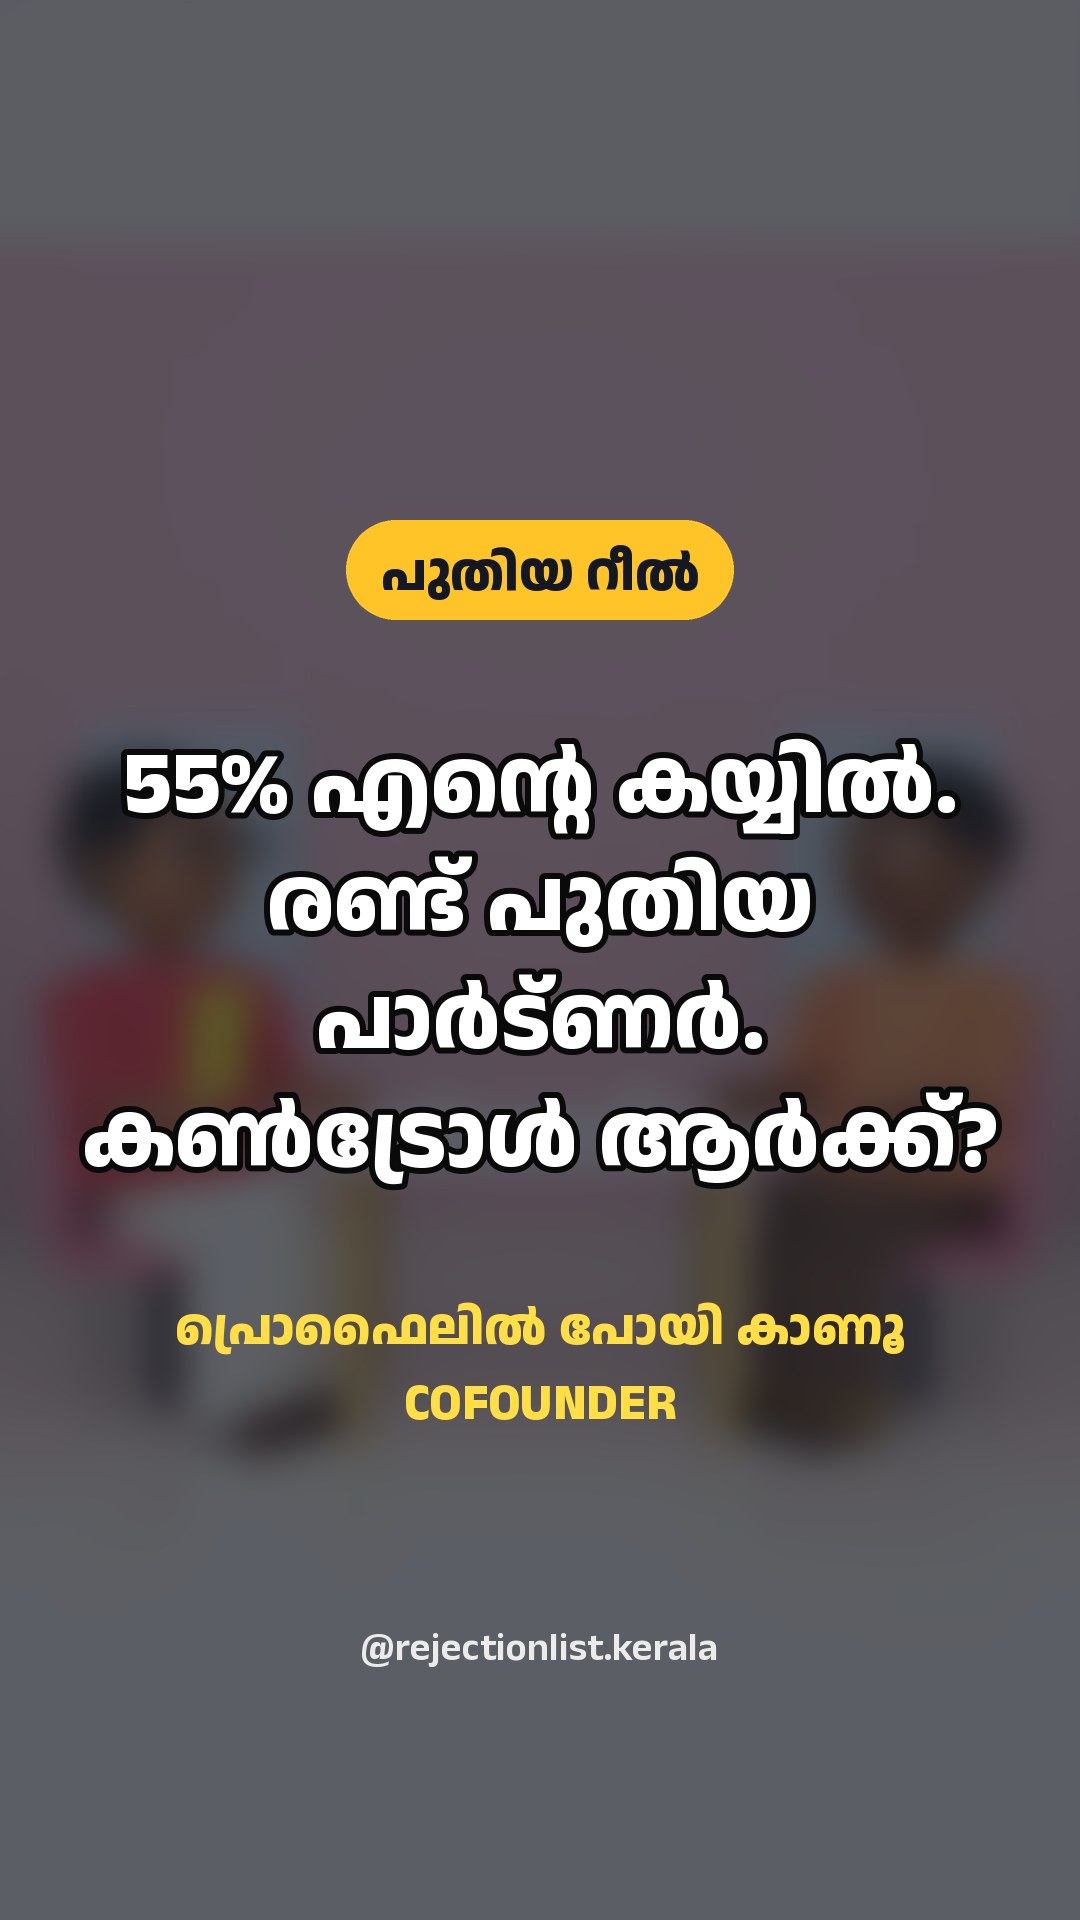 പുതിയ റീൽ
55% എന്റെ കയ്യിൽ.
രണ്ട് പുതിയ
പാർട്ണർ.
കൺട്രോൾ ആർക്ക്?
പ്രൊഫൈലിൽ പോയി കാണൂ
COFOUNDER
@rejectionlist.kerala